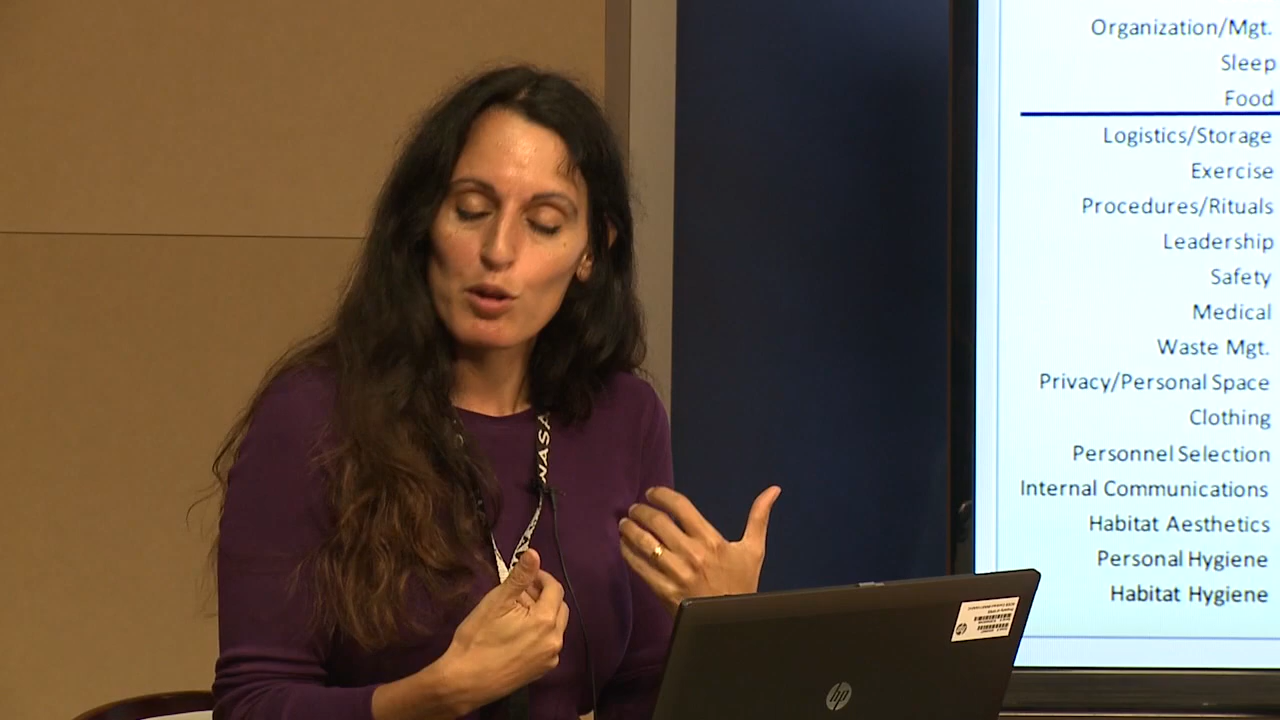 Organization/Mgt.
Sleep
Food
Logistics/Storage
Exercise
Procedures/Rituals
Leadership
Safety
Medical
Waste Mgt.
Privacy/Personal Space
Clothing
Personnel Selection
Internal Communications
Habitat Aesthetics
Personal Hygiene
Habitat Hygiene
NASA
hp